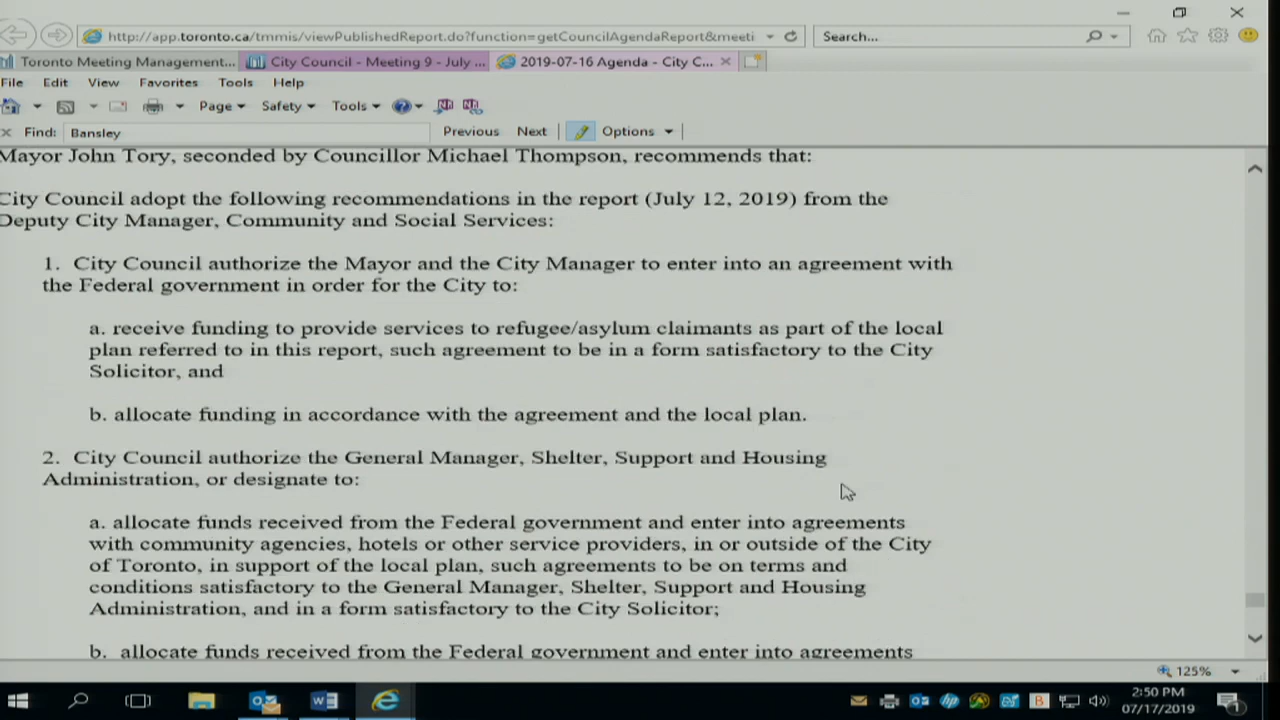 http://app.toronto.ca/tmmis/viewPublishedReport.do?function=getCouncilAgendaReport&meeti
Search...
Toronto Meeting Management...
City Council - Meeting 9 - July ...
2019-07-16 Agenda - City C...
File Edit View Favorites Tools Help
Page Safety Tools
Find: Bansley Previous Next Options
Mayor John Tory, seconded by Councillor Michael Thompson, recommends that:
City Council adopt the following recommendations in the report (July 12, 2019) from the
Deputy City Manager, Community and Social Services:
1. City Council authorize the Mayor and the City Manager to enter into an agreement with
the Federal government in order for the City to:
a. receive funding to provide services to refugee/asylum claimants as part of the local
plan referred to in this report, such agreement to be in a form satisfactory to the City
Solicitor, and
b. allocate funding in accordance with the agreement and the local plan.
2. City Council authorize the General Manager, Shelter, Support and Housing
Administration, or designate to:
a. allocate funds received from the Federal government and enter into agreements
with community agencies, hotels or other service providers, in or outside of the City
of Toronto, in support of the local plan, such agreements to be on terms and
conditions satisfactory to the General Manager, Shelter, Support and Housing
Administration, and in a form satisfactory to the City Solicitor;
b. allocate funds received from the Federal government and enter into agreements
125%
2:50 PM
07/17/2019